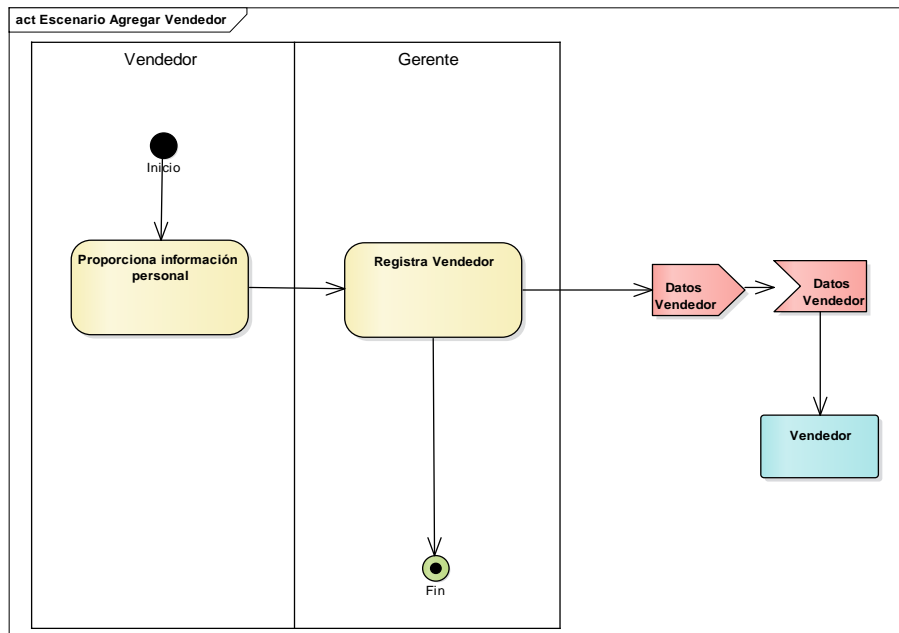 act Escenario Agregar Vendedor
Vendedor
Gerente
Inicio
Proporciona información
personal
Registra Vendedor
Datos
Vendedor
Datos
Vendedor
Vendedor
Fin